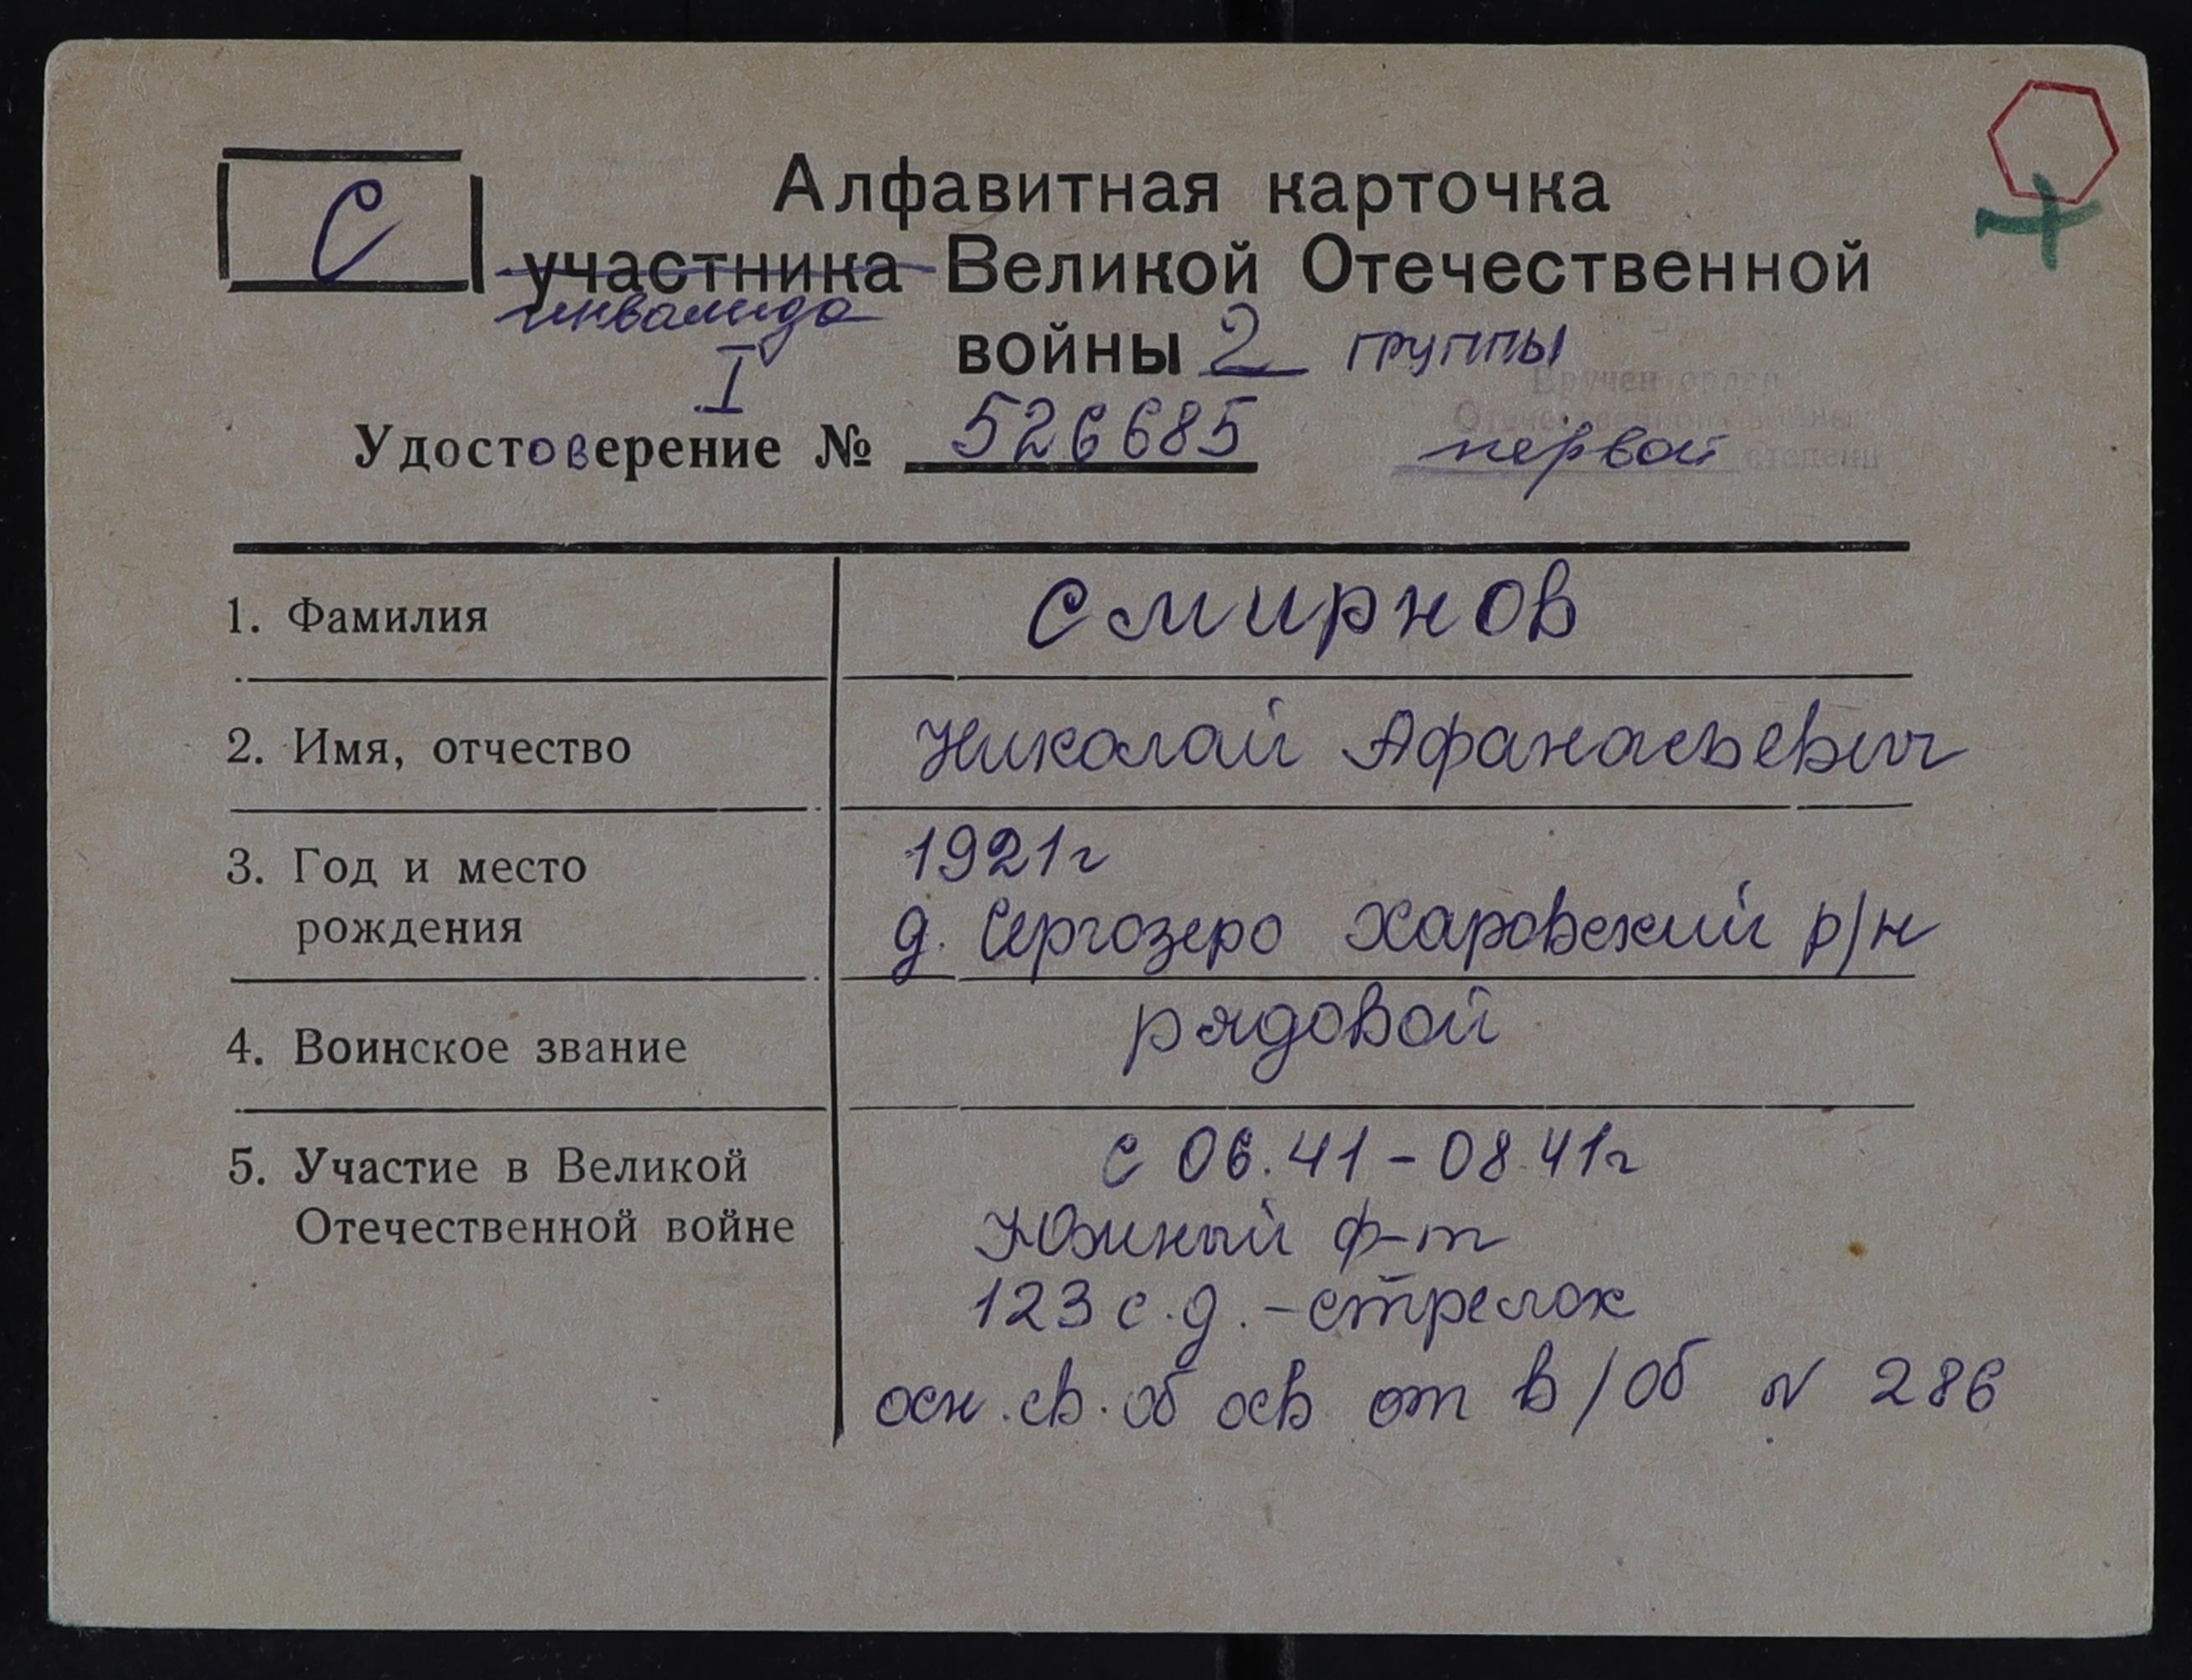 С
Алфавитная карточка
участника Великой Отечественной
инвалида
войны 2 группы
Вручен орден
Отечественной войны
первой степени
I
Удостоверение № 526685
1. Фамилия
Смирнов
2. Имя, отчество
Николай Афанасьевич
3. Год и место
рождения
1921г
д. Сергозеро Харовский р/н
4. Воинское звание
рядовой
5. Участие в Великой
Отечественной войне
с 06.41-08.41г
Южный ф-т
123 с.д. - стрелок
осн. св. об осв от в/об № 286